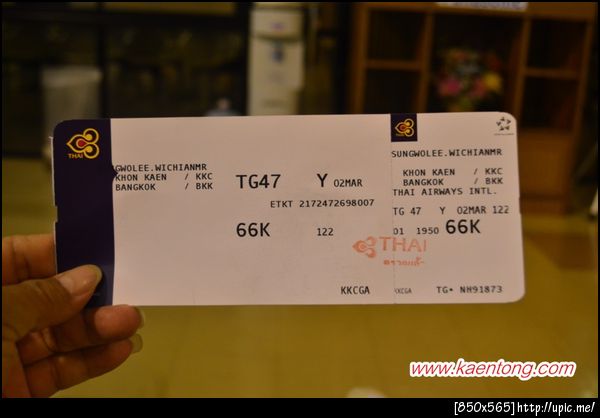 THAI
GWOLEE.WICHIANMR
KHON KAEN / KKC
BANGKOK / BKK
TG47 Y 02MAR
ETKT 2172472698007
66K 122
THAI
KKCGA
SUNGWOLEE.WICHIANMR
KHON KAEN / KKC
BANGKOK / BKK
THAI AIRWAYS INTL.
TG 47 Y 02MAR 122
01 1950 66K
KKCGA TG* NH91873
www.kaentong.com
[850x565]http://upic.me/